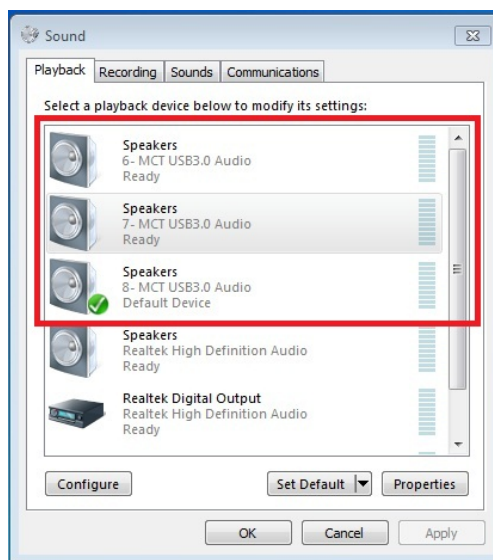 Sound
Playback Recording Sounds Communications
Select a playback device below to modify its settings:
Speakers
6- MCT USB3.0 Audio
Ready
Speakers
7- MCT USB3.0 Audio
Ready
Speakers
8- MCT USB3.0 Audio
Default Device
Speakers
Realtek High Definition Audio
Ready
Realtek Digital Output
Realtek High Definition Audio
Ready
Configure Set Default Properties
OK Cancel Apply